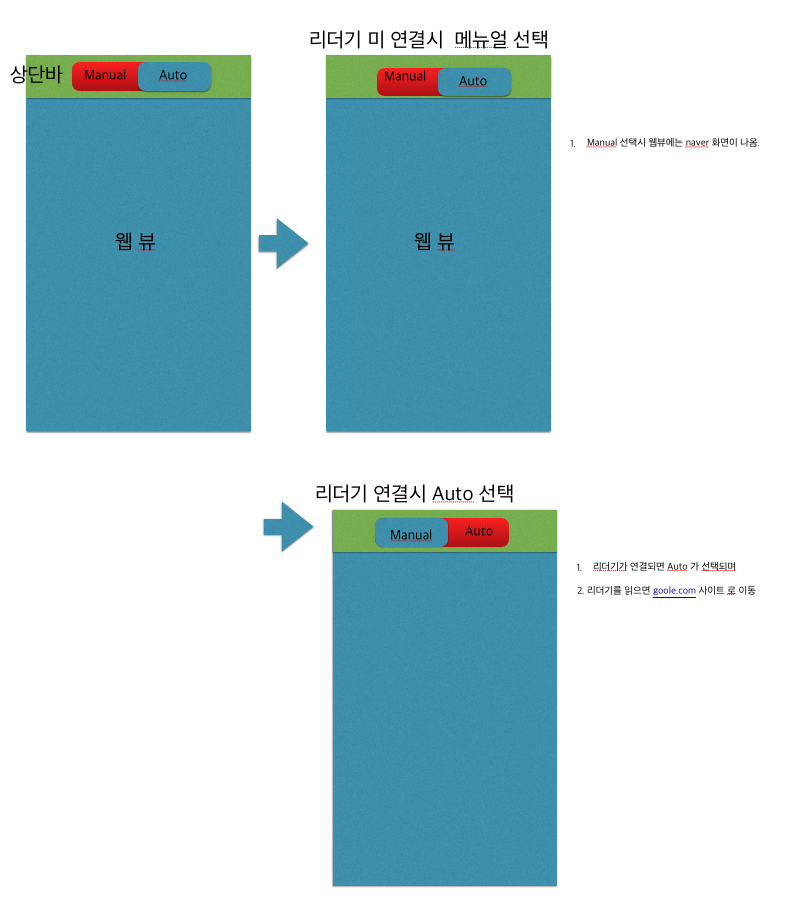 리더기 미 연결시 메뉴얼 선택
상단바
Manual Auto
Manual Auto
1. Manual 선택시 웹뷰에는 naver 화면이 나옴.
웹 뷰
웹 뷰
리더기 연결시 Auto 선택
Manual Auto
1. 리더기가 연결되면 Auto 가 선택되며
2. 리더기를 읽으면 goole.com 사이트 로 이동